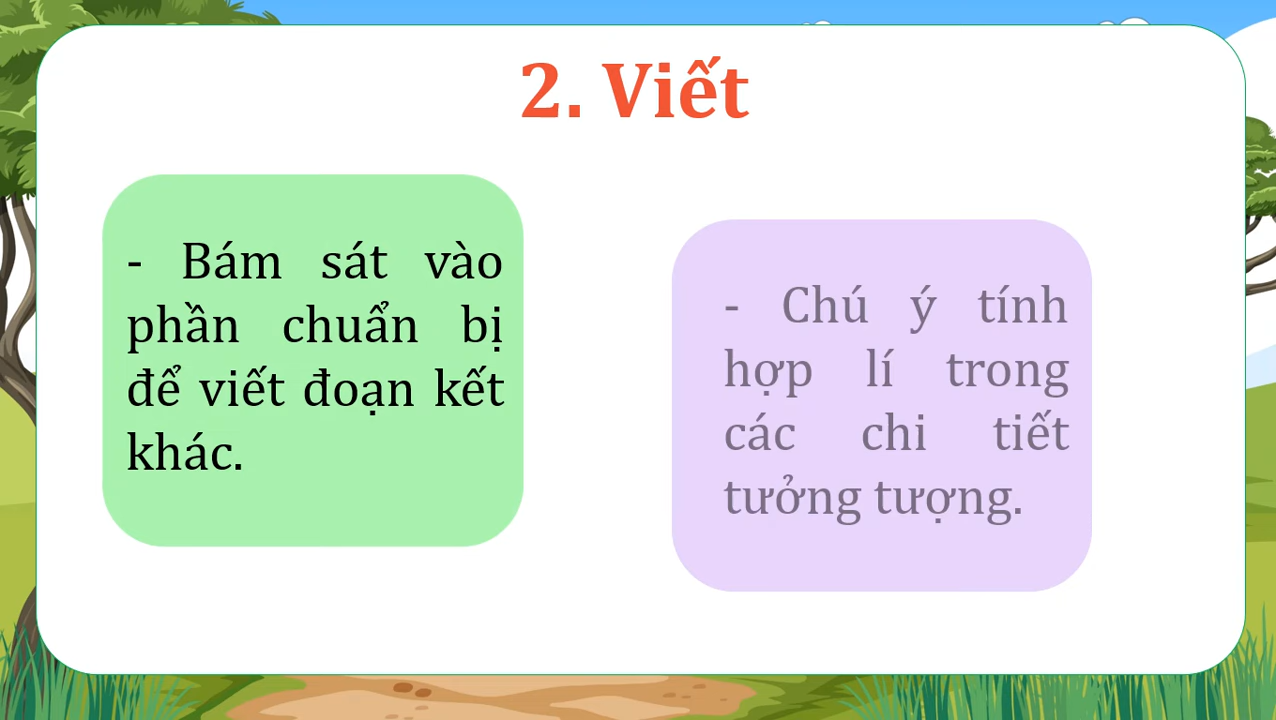 2. Viết
- Bám sát vào
phần chuẩn bị
để viết đoạn kết
khác.
- Chú ý tính
hợp lí trong
các chi tiết
tưởng tượng.